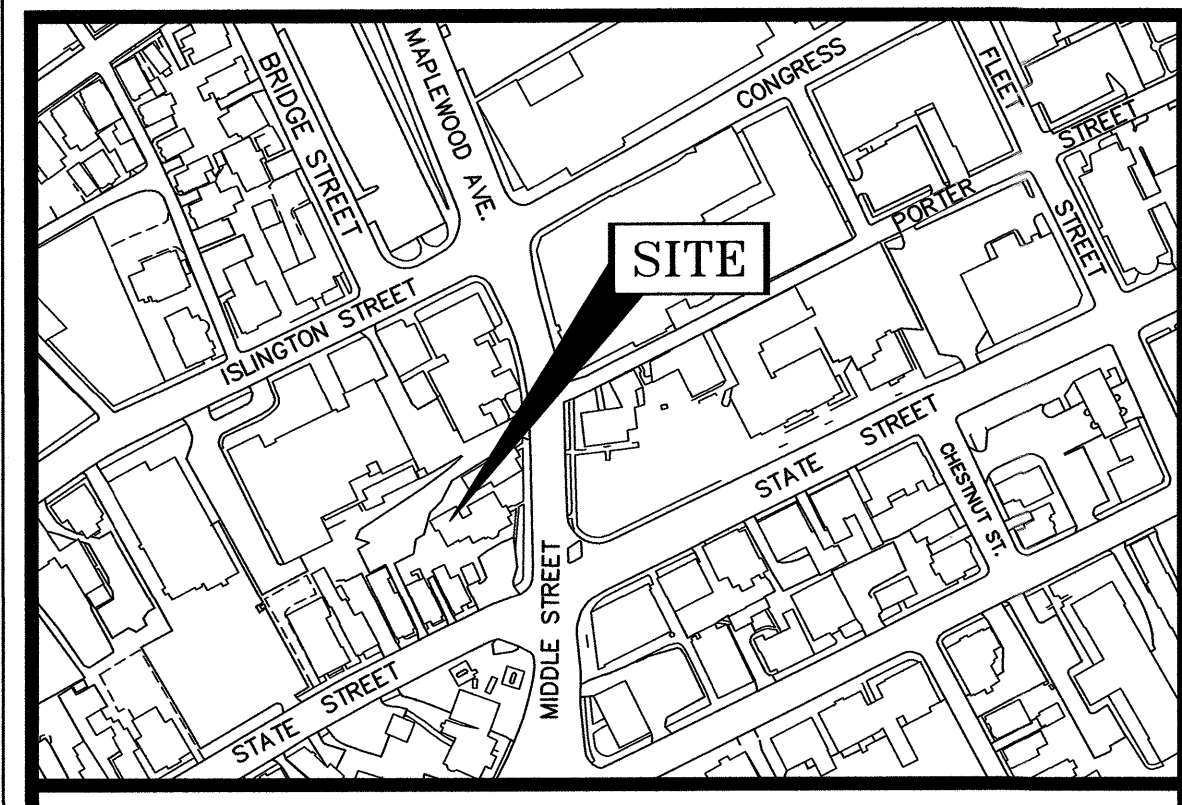 BRIDGE STREET
MAPLEWOOD AVE.
CONGRESS
STREET
FLEET
STREET
PORTER
SITE
ISLINGTON STREET
STATE STREET
CHESTNUT ST.
MIDDLE STREET
STATE STREET